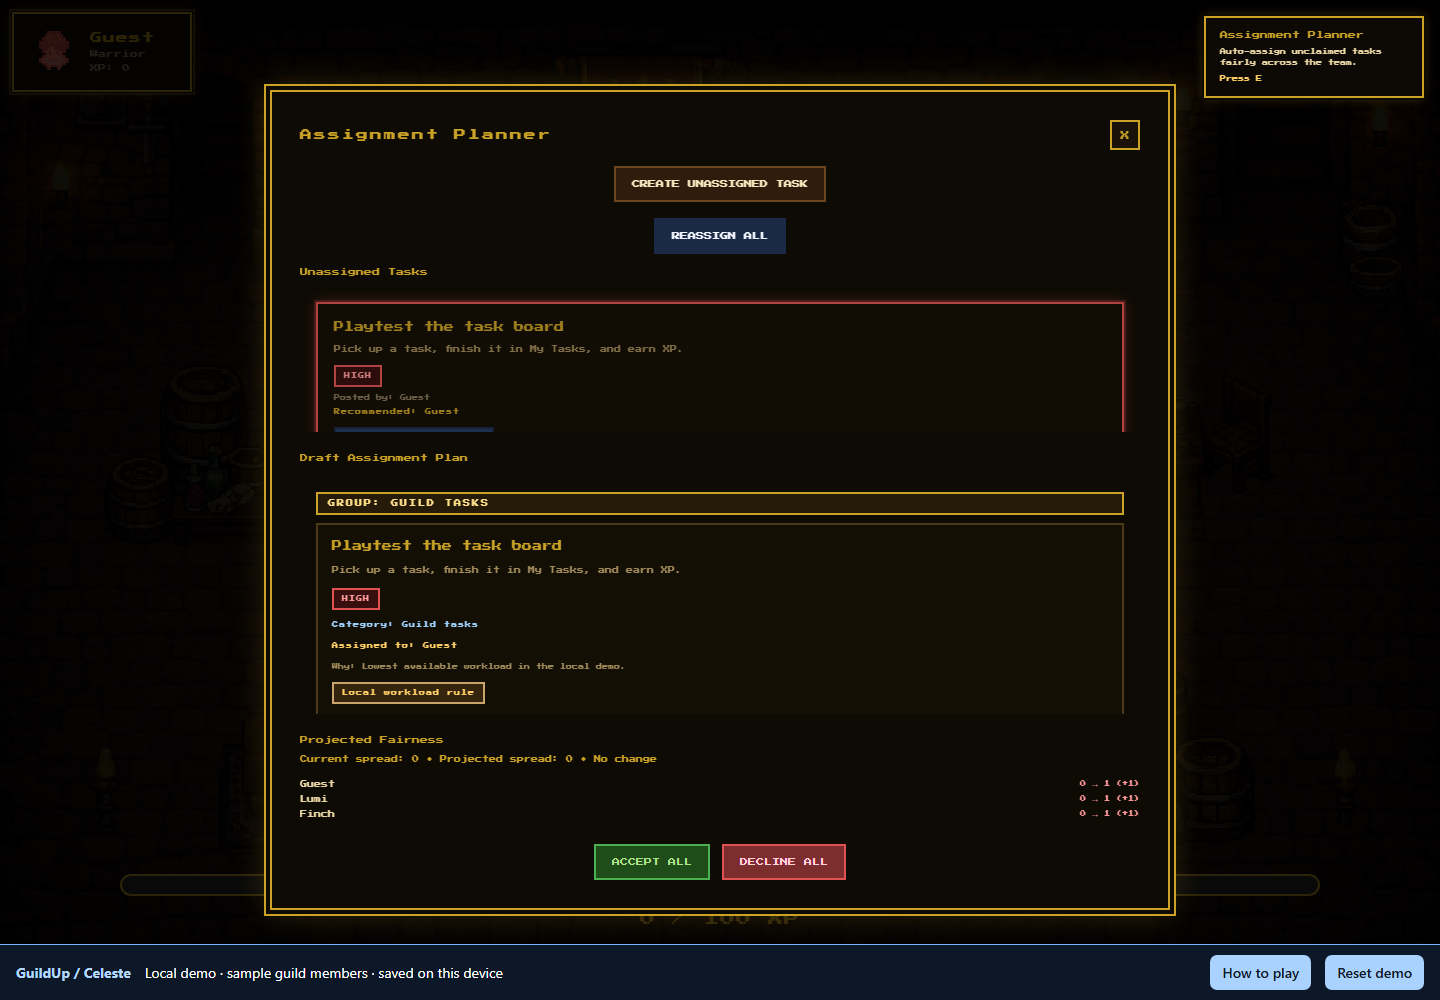 Guest
Warrior
XP: 0
Assignment Planner
Auto-assign unclaimed tasks
fairly across the team.
Press E
Assignment Planner
X
CREATE UNASSIGNED TASK
REASSIGN ALL
Unassigned Tasks
Playtest the task board
Pick up a task, finish it in My Tasks, and earn XP.
HIGH
Posted by: Guest
Recommended: Guest
Draft Assignment Plan
GROUP: GUILD TASKS
Playtest the task board
Pick up a task, finish it in My Tasks, and earn XP.
HIGH
Category: Guild tasks
Assigned to: Guest
Why: Lowest available workload in the local demo.
Local workload rule
Projected Fairness
Current spread: 0 • Projected spread: 0 • No change
Guest 0 → 1 (+1)
Lumi 0 → 1 (+1)
Finch 0 → 1 (+1)
ACCEPT ALL DECLINE ALL
0 / 100 XP
GuildUp / Celeste Local demo · sample guild members · saved on this device How to play Reset demo